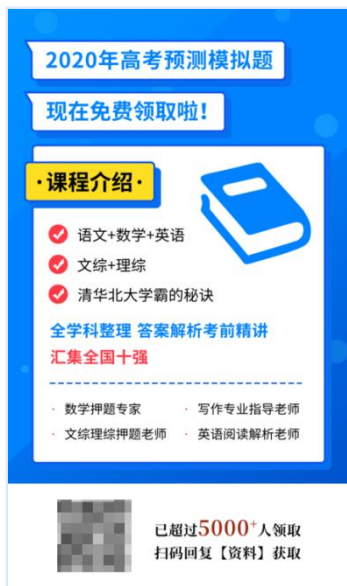 2020年高考预测模拟题
现在免费领取啦!
·课程介绍·
语文+数学+英语
文综+理综
清华北大学霸的秘诀
全学科整理 答案解析考前精讲
汇集全国十强
· 数学押题专家
· 写作专业指导老师
· 文综理综押题老师
· 英语阅读解析老师
已超过5000+人领取
扫码回复【资料】获取